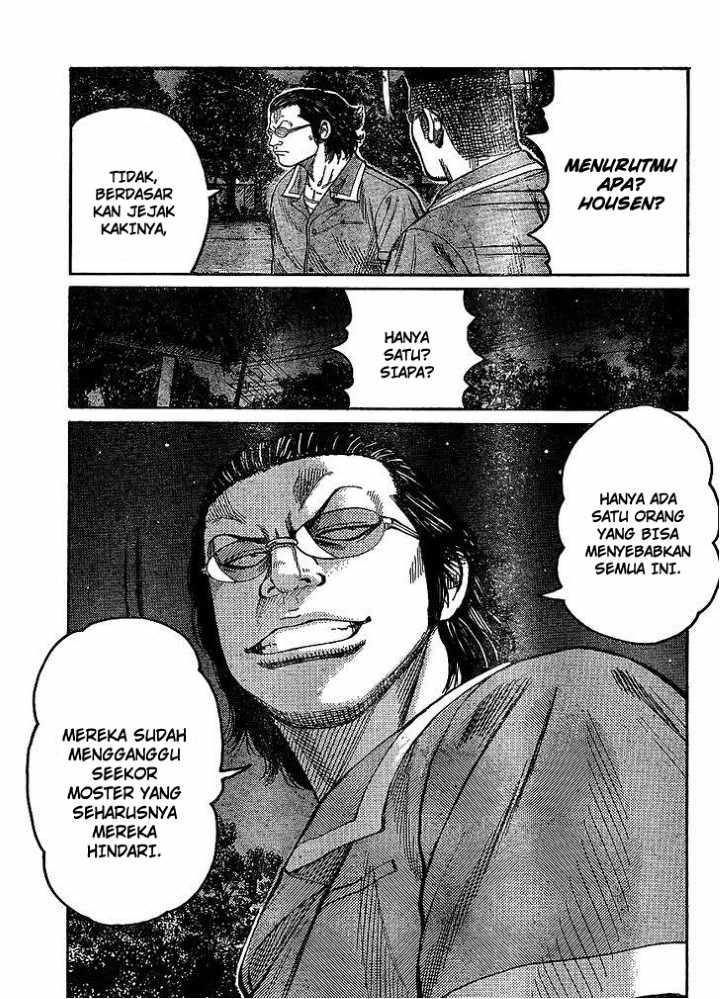 MENURUTMU
APA?
HOUSEN?
TIDAK,
BERDASAR
KAN JEJAK
KAKINYA,
HANYA
SATU?
SIAPA?
HANYA ADA
SATU ORANG
YANG BISA
MENYEBABKAN
SEMUA INI.
MEREKA SUDAH
MENGGANGGU
SEEKOR
MOSTER YANG
SEHARUSNYA
MEREKA
HINDARI.